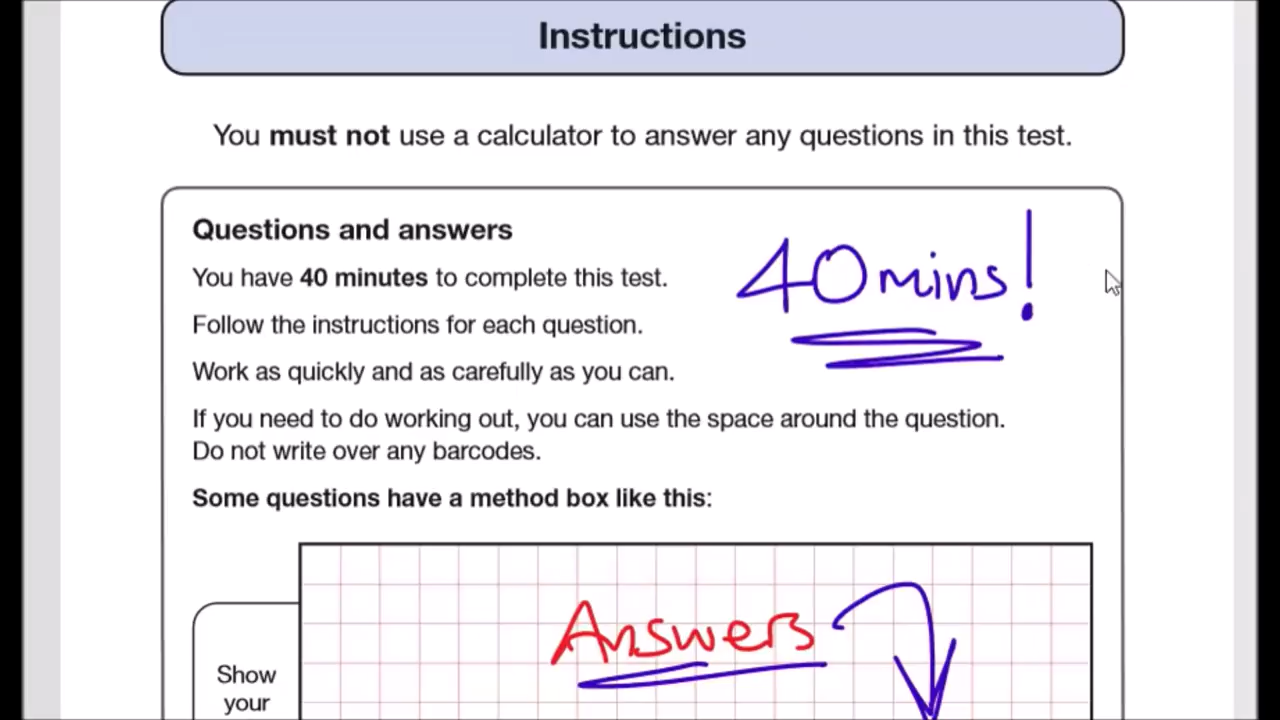 Instructions
You must not use a calculator to answer any questions in this test.
Questions and answers
You have 40 minutes to complete this test.
40mins!
Follow the instructions for each question.
Work as quickly and as carefully as you can.
If you need to do working out, you can use the space around the question.
Do not write over any barcodes.
Some questions have a method box like this:
Answers
Show
your